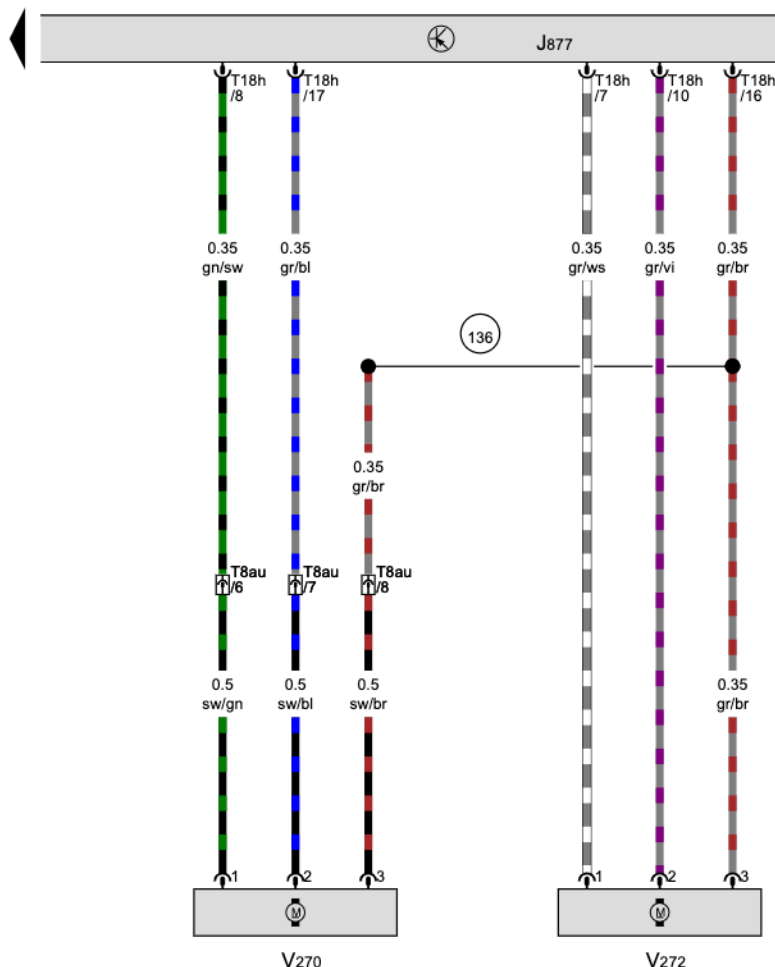 J877
T18h T18h T18h T18h T18h
/8 /17 /7 /10 /16
0.35 0.35 0.35 0.35 0.35
gn/sw gr/bl gr/ws gr/vi gr/br
136
0.35
gr/br
T8au T8au T8au
/6 /7 /8
0.5 0.5 0.5 0.35
sw/gn sw/bl sw/br gr/br
1 2 3 1 2 3
M M
V270 V272